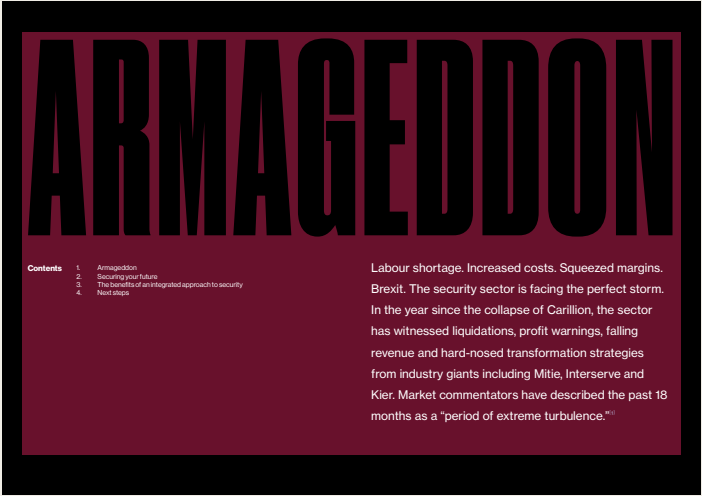 ARMAGEDDON
Contents
1. Armageddon
2. Securing your future
3. The benefits of an integrated approach to security
4. Next steps
Labour shortage. Increased costs. Squeezed margins.
Brexit. The security sector is facing the perfect storm.
In the year since the collapse of Carillion, the sector
has witnessed liquidations, profit warnings, falling
revenue and hard-nosed transformation strategies
from industry giants including Mitie, Interserve and
Kier. Market commentators have described the past 18
months as a “period of extreme turbulence.”